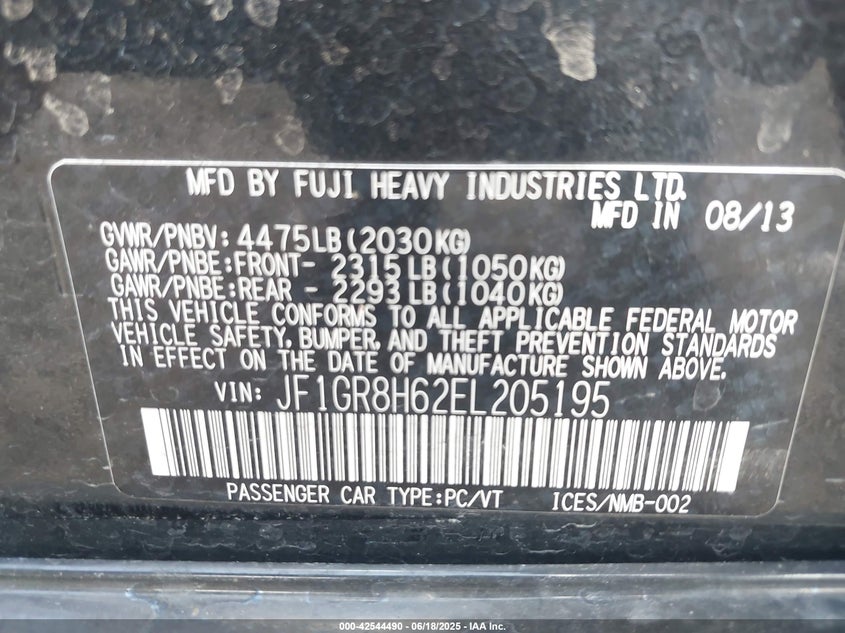 MFD BY FUJI HEAVY INDUSTRIES LTD.
MFD IN 08/13
GVWR/PNBV: 4475LB(2030KG)
GAWR/PNBE:FRONT- 2315LB(1050KG)
GAWR/PNBE:REAR - 2293LB(1040KG)
THIS VEHICLE CONFORMS TO ALL APPLICABLE FEDERAL MOTOR
VEHICLE SAFETY, BUMPER, AND THEFT PREVENTION STANDARDS
IN EFFECT ON THE DATE OF MANUFACTURE SHOWN ABOVE.
VIN: JF1GR8H62EL205195
PASSENGER CAR TYPE:PC/VT ICES/NMB-002
000-42544490 - 06/18/2025 - IAA Inc.